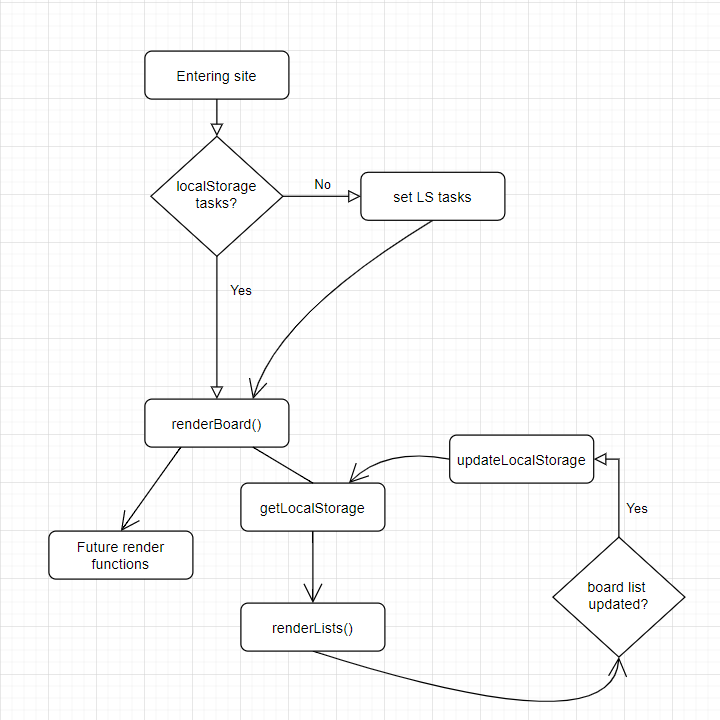 Entering site
localStorage
tasks?
No
set LS tasks
Yes
renderBoard()
updateLocalStorage
getLocalStorage
Yes
Future render
functions
board list
updated?
renderLists()